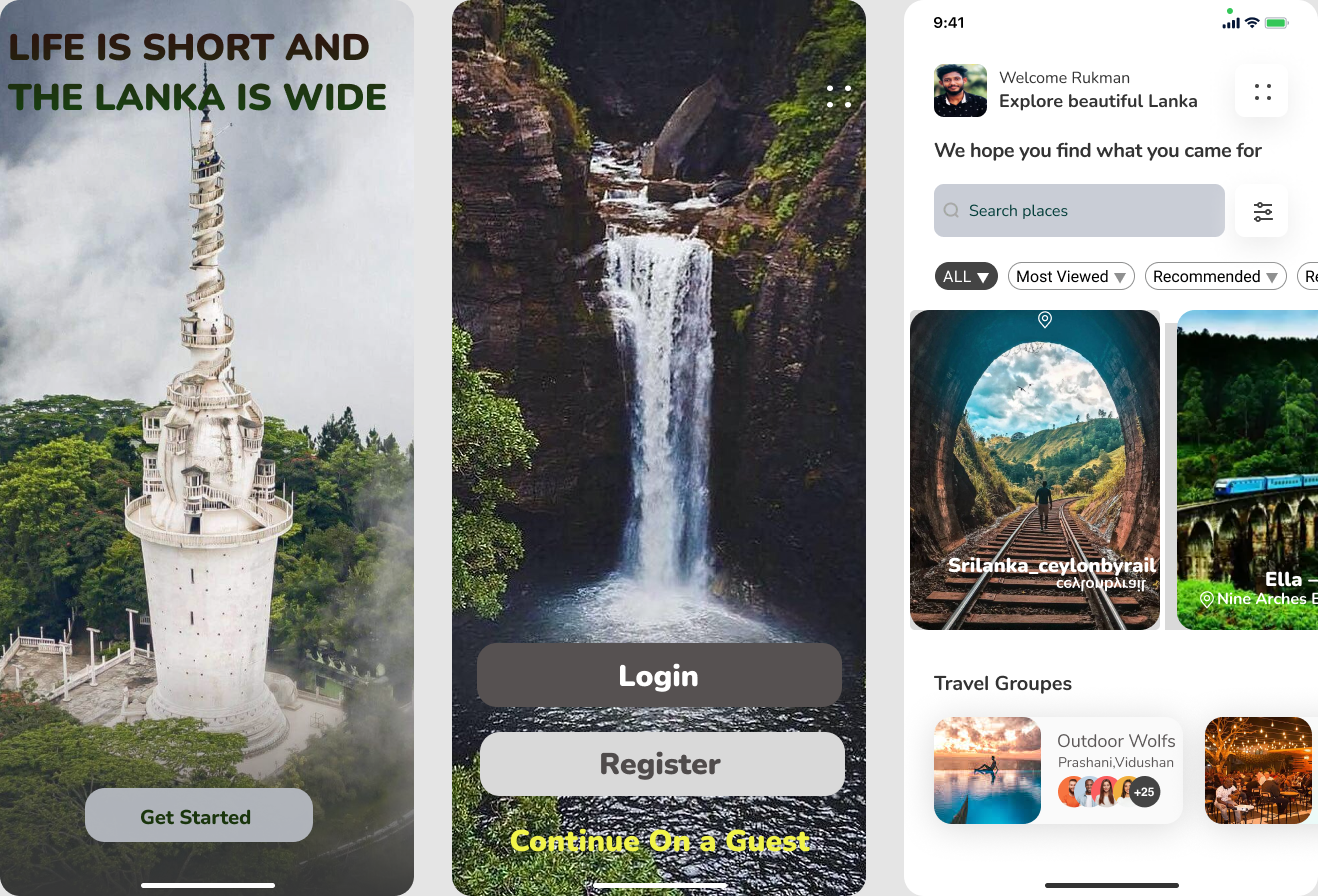 LIFE IS SHORT AND
THE LANKA IS WIDE
Get Started
Login
Register
Continue On a Guest
9:41
Welcome Rukman
Explore beautiful Lanka
We hope you find what you came for
Search places
ALL ▼ Most Viewed ▼ Recommended ▼ Re
Srilanka_ceylonbyrail
ceylonbyrail
Ella –
Nine Arches B
Travel Groupes
Outdoor Wolfs
Prashani,Vidushan
+25